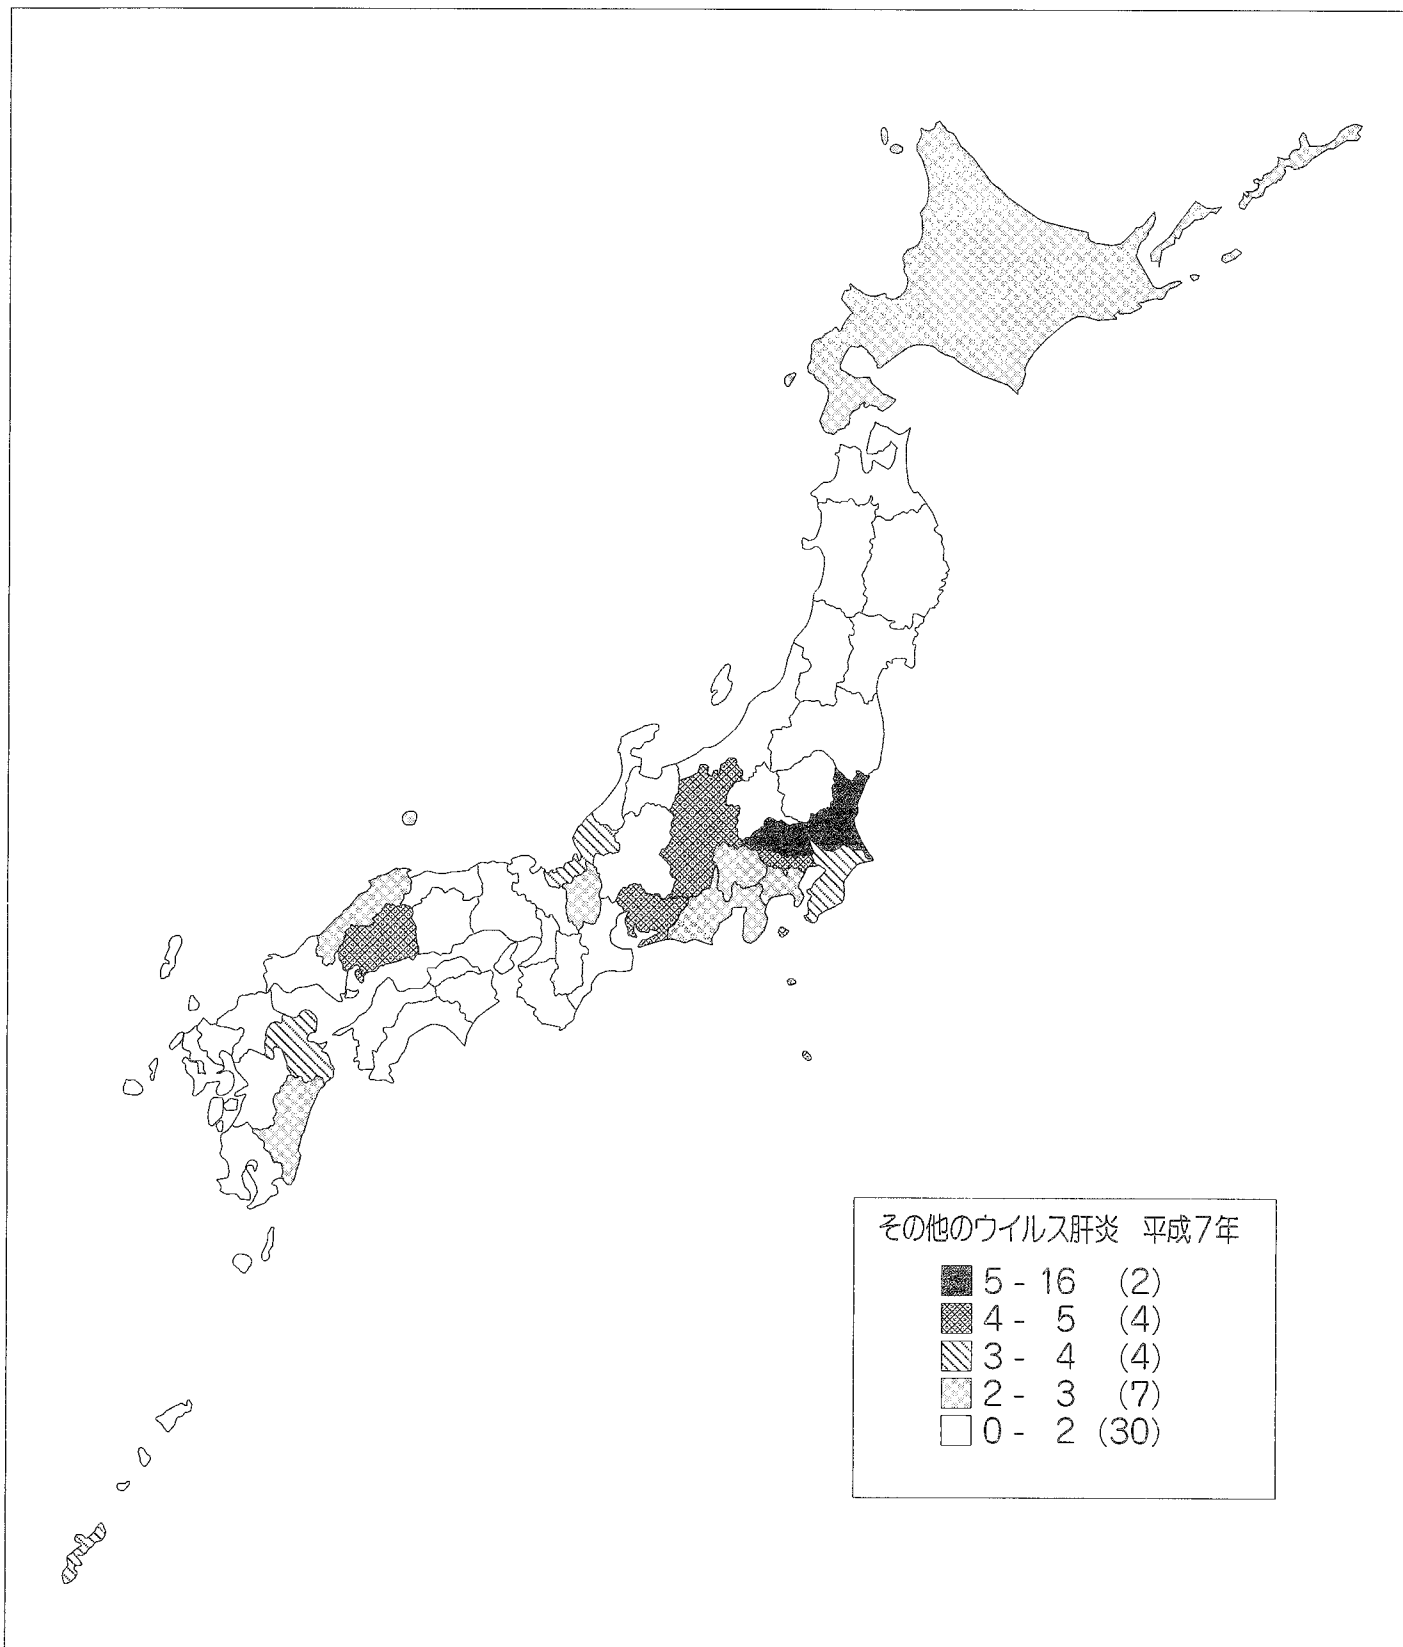 その他のウイルス肝炎 平成7年
5 - 16 (2)
4 - 5 (4)
3 - 4 (4)
2 - 3 (7)
0 - 2 (30)